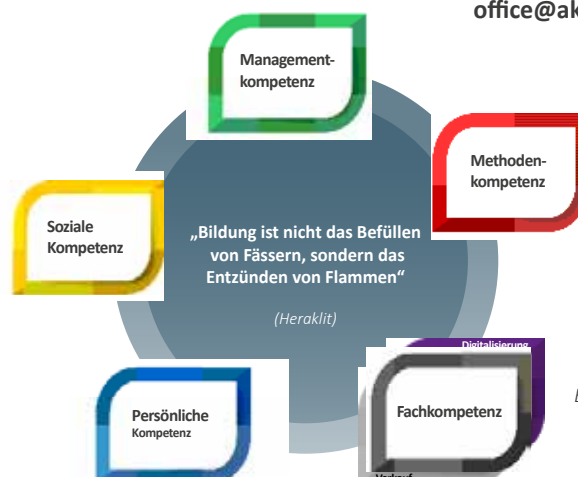 office@ak
Management-
kompetenz
Methoden-
kompetenz
Soziale
Kompetenz
„Bildung ist nicht das Befüllen
von Fässern, sondern das
Entzünden von Flammen“
(Heraklit)
Digitalisierung
Persönliche
Kompetenz
Fachkompetenz
Verkauf